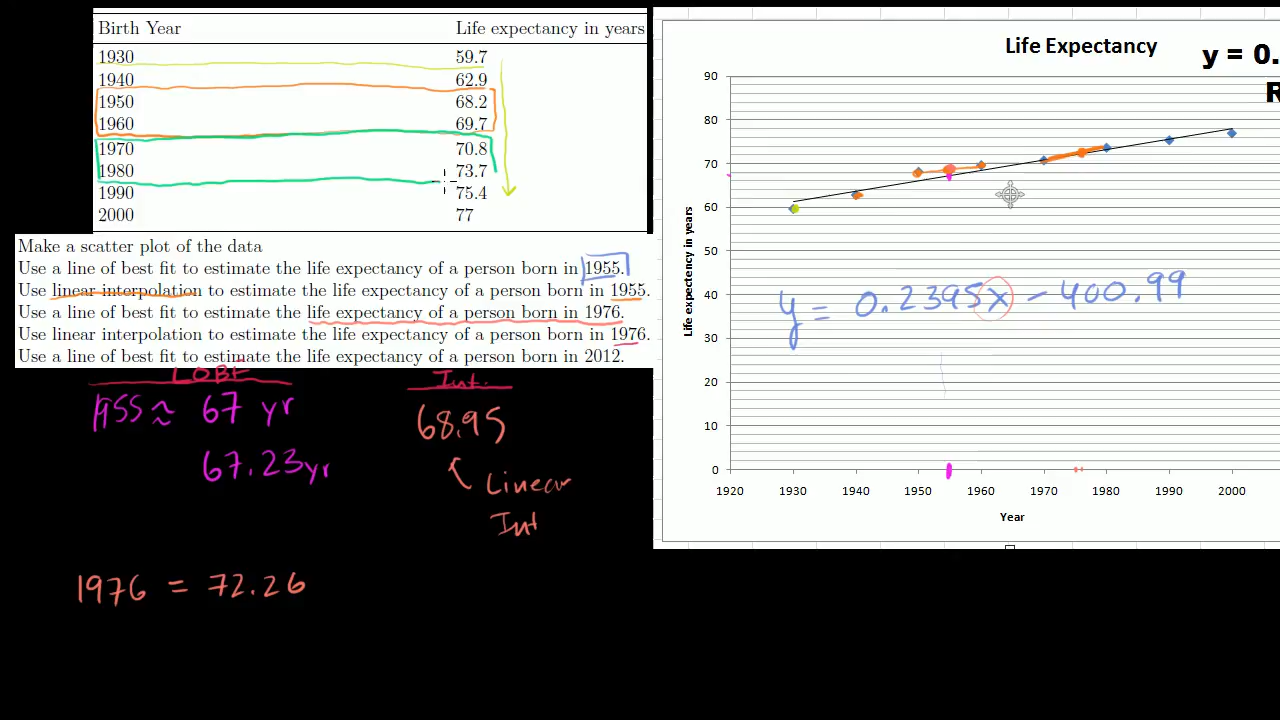 Birth Year Life expectancy in years
1930 59.7
1940 62.9
1950 68.2
1960 69.7
1970 70.8
1980 73.7
1990 75.4
2000 77
Make a scatter plot of the data
Use a line of best fit to estimate the life expectancy of a person born in 1955.
Use linear interpolation to estimate the life expectancy of a person born in 1955.
Use a line of best fit to estimate the life expectancy of a person born in 1976.
Use linear interpolation to estimate the life expectancy of a person born in 1976.
Use a line of best fit to estimate the life expectancy of a person born in 2012.
LOBF Int.
1955 ≈ 67 yr 68.95
67.23yr
Linear
Int
1976 = 72.26
Life Expectancy
y = 0.
R
90
80
70
60
50
40
30
20
10
0
Life expectancy in years
y = 0.2395x - 400.99
1920 1930 1940 1950 1960 1970 1980 1990 2000
Year